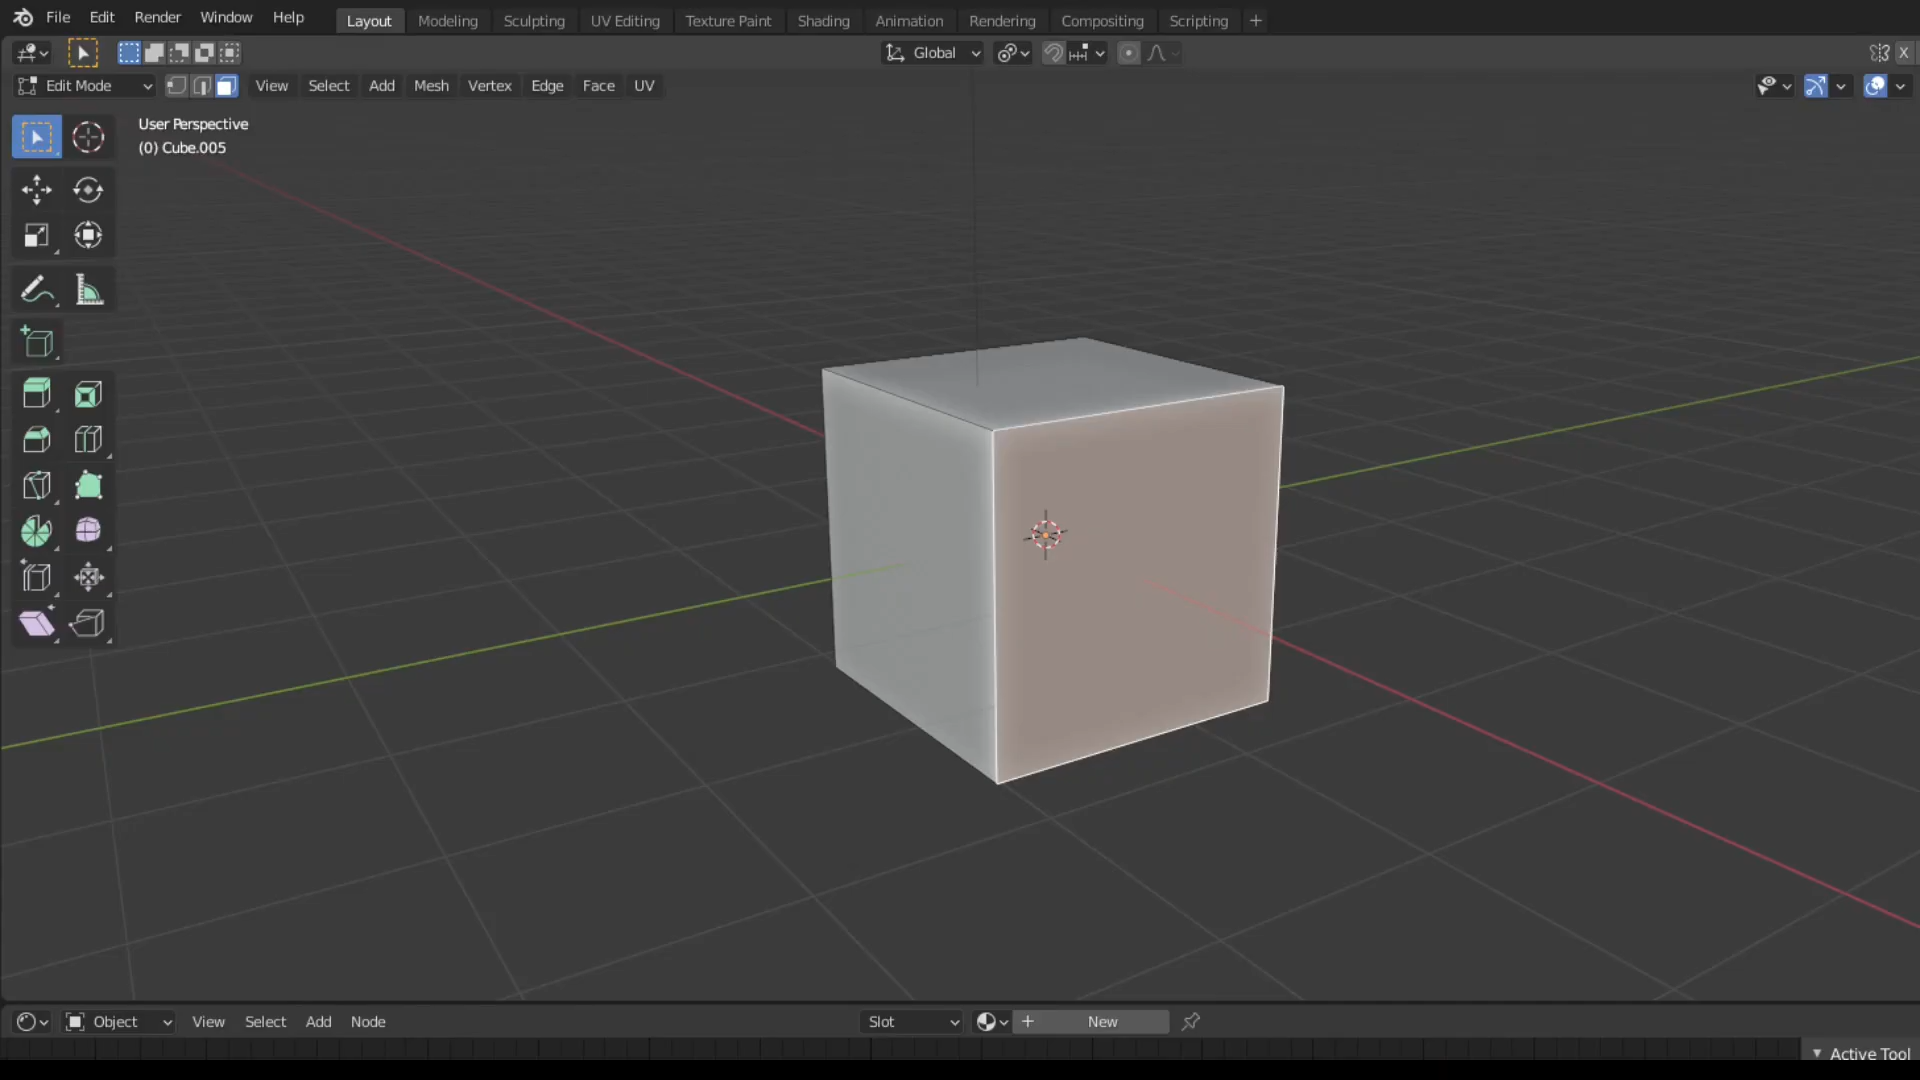 File Edit Render Window Help Layout Modeling Sculpting UV Editing Texture Paint Shading Animation Rendering Compositing Scripting +
Global X
Edit Mode View Select Add Mesh Vertex Edge Face UV
User Perspective
(0) Cube.005
Object View Select Add Node Slot + New
Active Tool